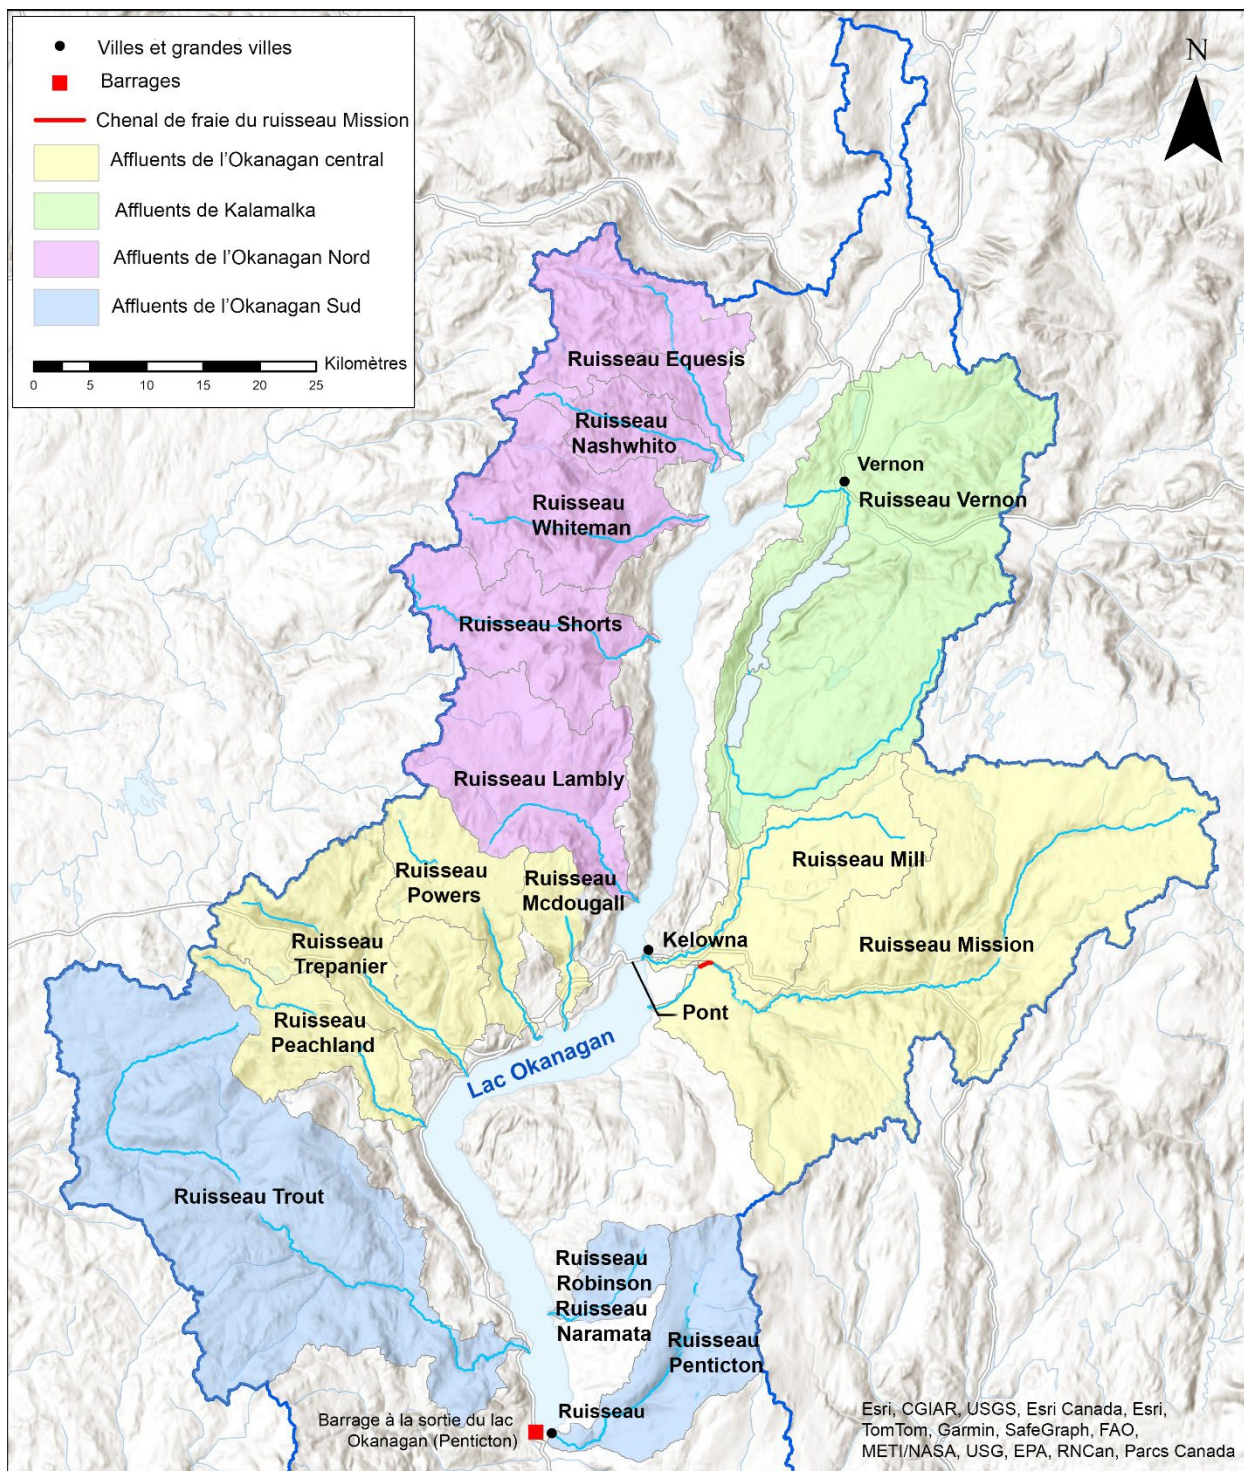 Villes et grandes villes
Barrages
Chenal de fraie du ruisseau Mission
Affluents de l'Okanagan central
Affluents de Kalamalka
Affluents de l'Okanagan Nord
Affluents de l'Okanagan Sud
Kilomètres
0 5 10 15 20 25
N
Ruisseau Equesis
Ruisseau
Nashwhito
Vernon
Ruisseau Vernon
Ruisseau
Whiteman
Ruisseau Shorts
Ruisseau Lambly
Ruisseau Mill
Ruisseau
Powers
Ruisseau
Mcdougall
Ruisseau
Trepanier
Kelowna
Ruisseau Mission
Pont
Ruisseau
Peachland
Lac Okanagan
Ruisseau Trout
Ruisseau
Robinson
Ruisseau
Naramata
Ruisseau
Penticton
Ruisseau
Barrage à la sortie du lac
Okanagan (Penticton)
Esri, CGIAR, USGS, Esri Canada, Esri,
TomTom, Garmin, SafeGraph, FAO,
METI/NASA, USG, EPA, RNCan, Parcs Canada